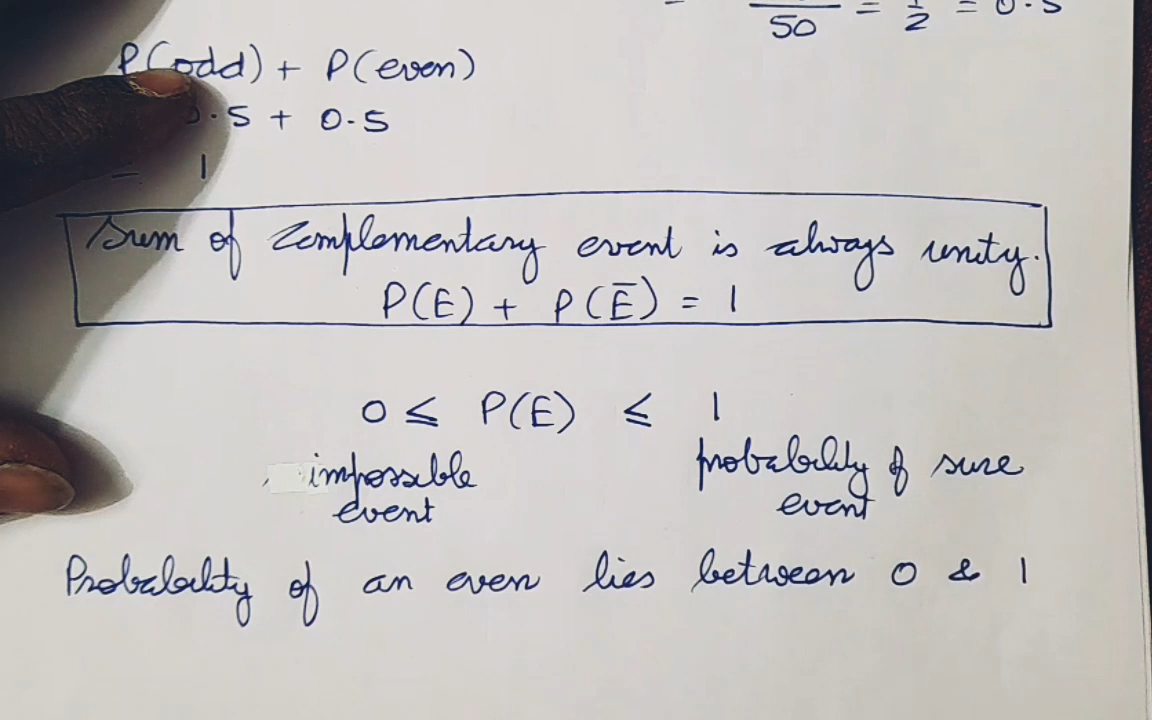 = 50 = 1/2 = 0.5
P(odd) + P(even)
0.5 + 0.5
= 1
Sum of Complementary event is always unity.
P(E) + P(Ē) = 1
0 ≤ P(E) ≤ 1
impossible event
probability of sure event
Probability of an even lies between 0 & 1